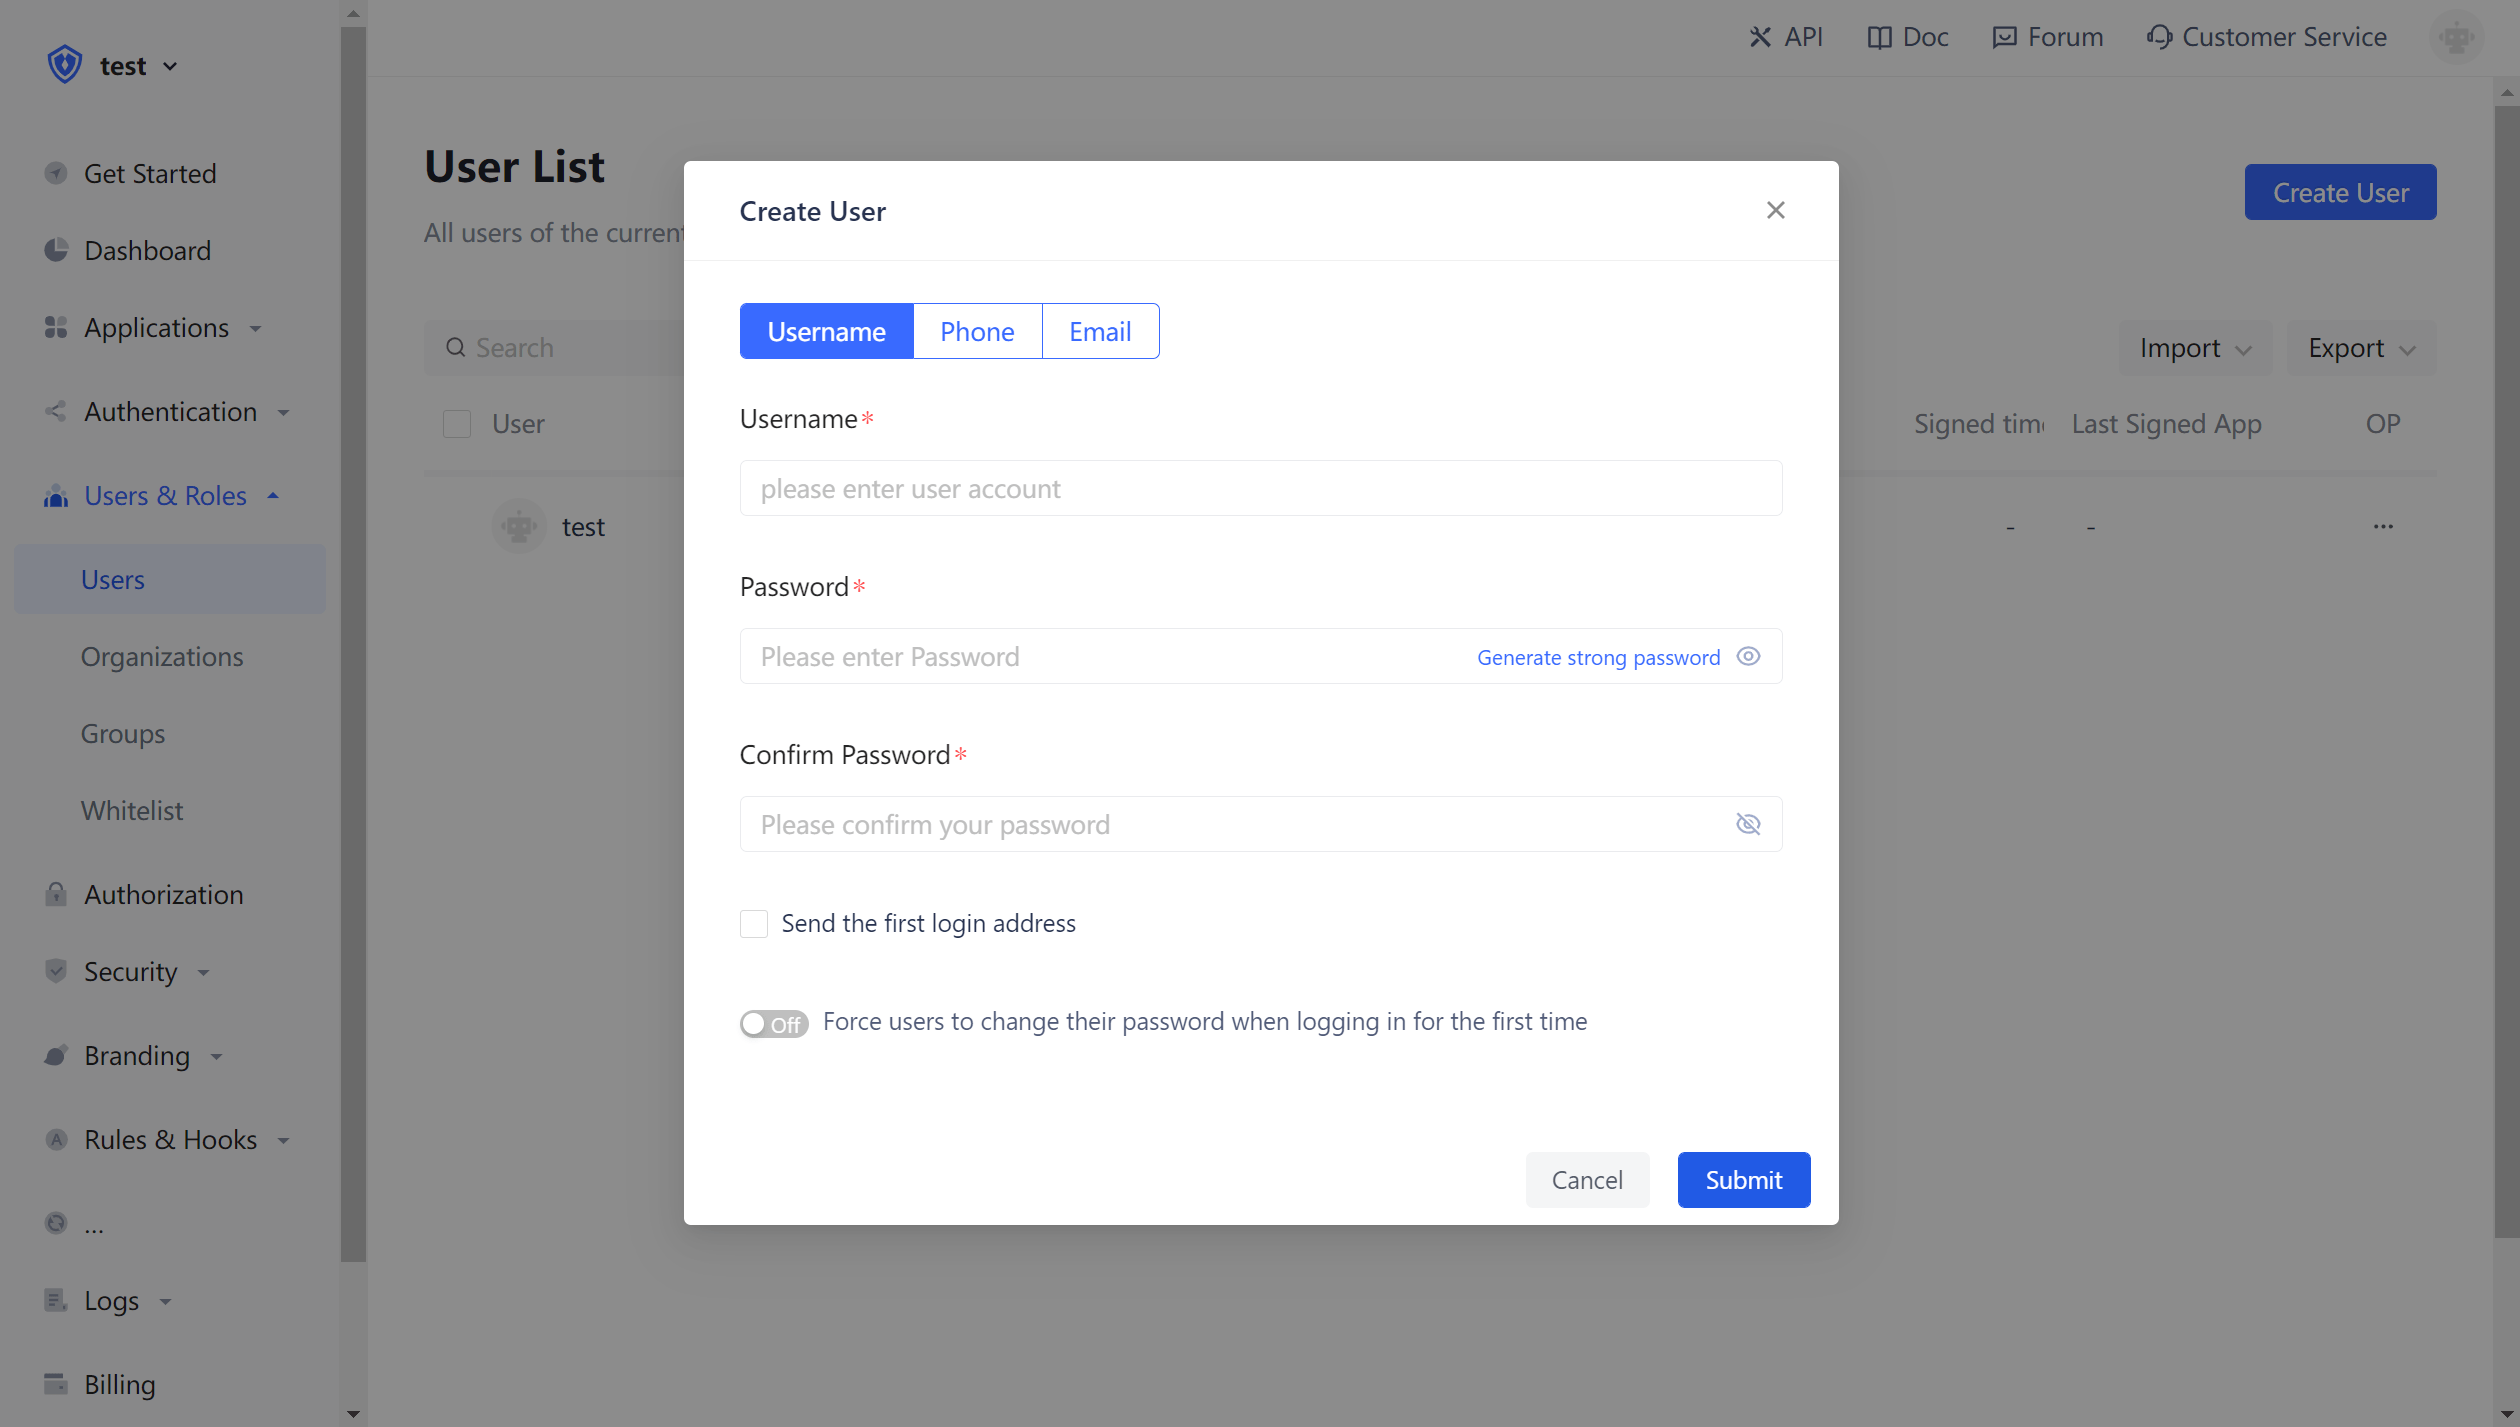 test
API
Doc
Forum
Customer Service
Get Started
Dashboard
Applications
Authentication
Users & Roles
Users
Organizations
Groups
Whitelist
Authorization
Security
Branding
Rules & Hooks
...
Logs
Billing
User List
All users of the current
Create User
Search
Import
Export
User
Signed time
Last Signed App
OP
test
-
-
Create User
Username
Phone
Email
Username*
please enter user account
Password*
Please enter Password
Generate strong password
Confirm Password*
Please confirm your password
Send the first login address
Off
Force users to change their password when logging in for the first time
Cancel
Submit